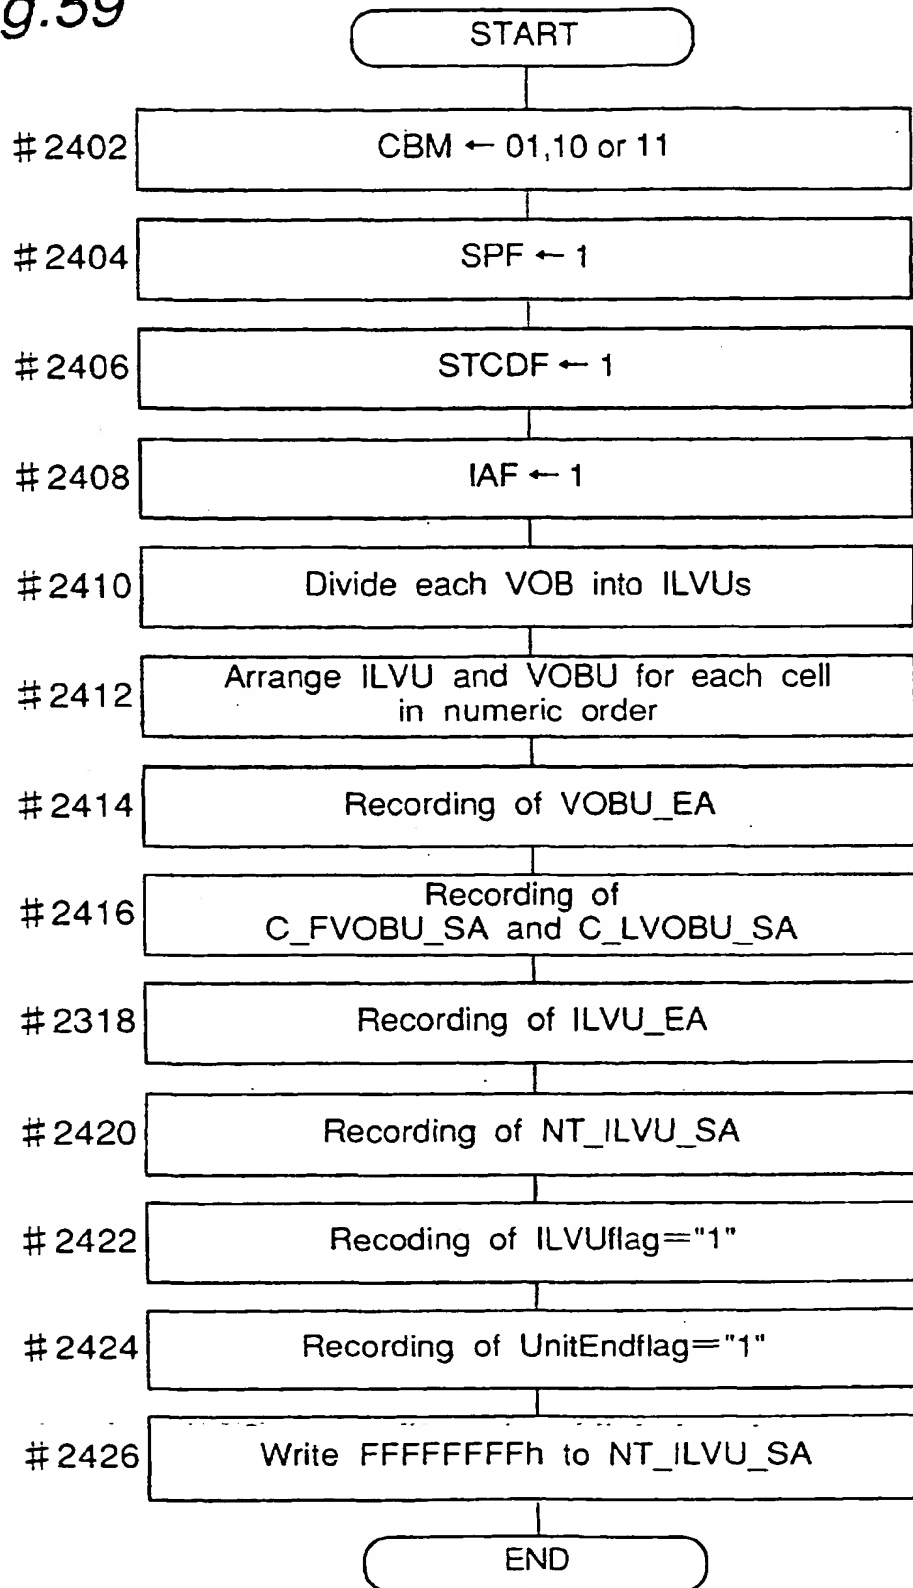 g.59
START
#2402 CBM ← 01,10 or 11
#2404 SPF ← 1
#2406 STCDF ← 1
#2408 IAF ← 1
#2410 Divide each VOB into ILVUs
#2412 Arrange ILVU and VOBU for each cell
in numeric order
#2414 Recording of VOBU_EA
#2416 Recording of
C_FVOBU_SA and C_LVOBU_SA
#2318 Recording of ILVU_EA
#2420 Recording of NT_ILVU_SA
#2422 Recoding of ILVUflag="1"
#2424 Recording of UnitEndflag="1"
#2426 Write FFFFFFFFh to NT_ILVU_SA
END